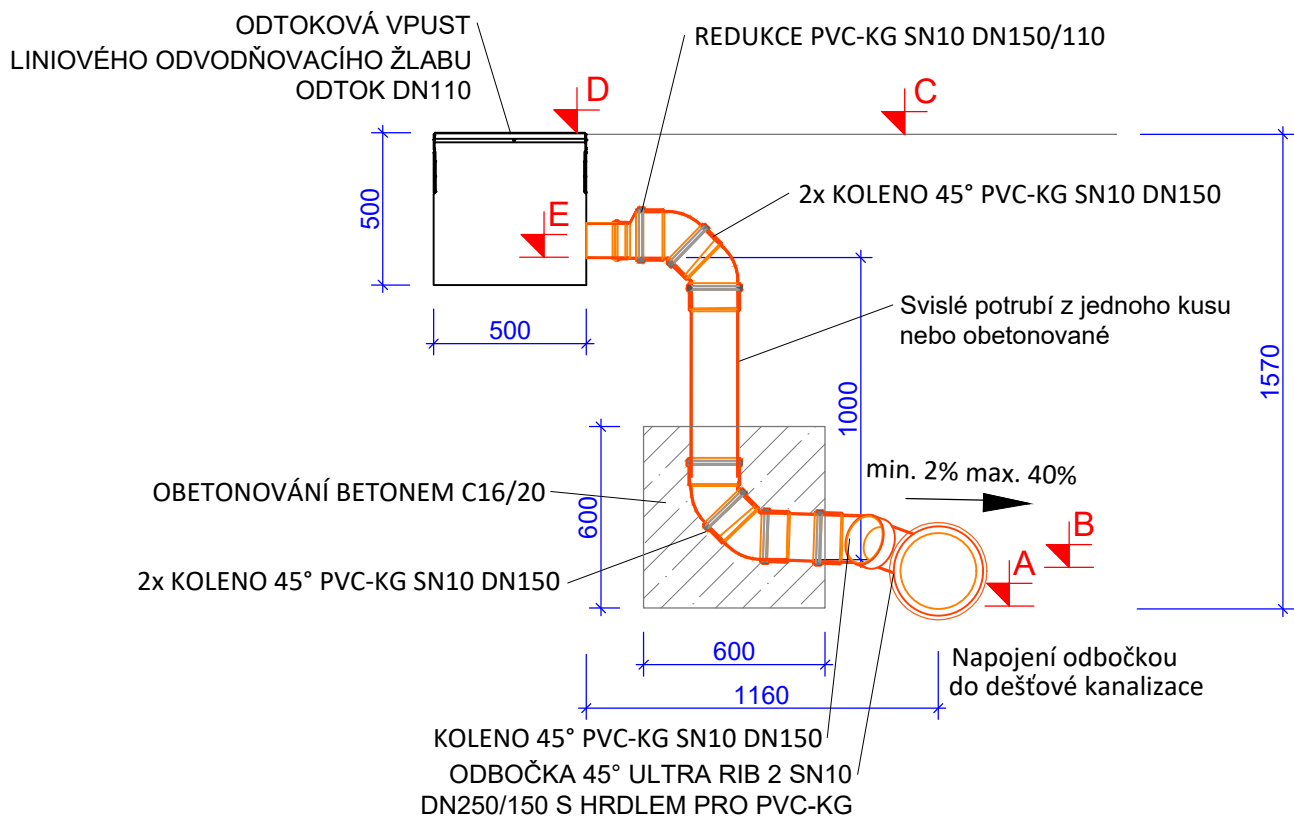 ODTOKOVÁ VPUST
LINIOVÉHO ODVODŇOVACÍHO ŽLABU
ODTOK DN110
REDUKCE PVC-KG SN10 DN150/110
D
C
2x KOLENO 45° PVC-KG SN10 DN150
E
500
500
Svislé potrubí z jednoho kusu
nebo obetonované
1000
1570
min. 2% max. 40%
OBETONOVÁNÍ BETONEM C16/20
600
B
A
2x KOLENO 45° PVC-KG SN10 DN150
600
1160
Napojení odbočkou
do dešťové kanalizace
KOLENO 45° PVC-KG SN10 DN150
ODBOČKA 45° ULTRA RIB 2 SN10
DN250/150 S HRDLEM PRO PVC-KG